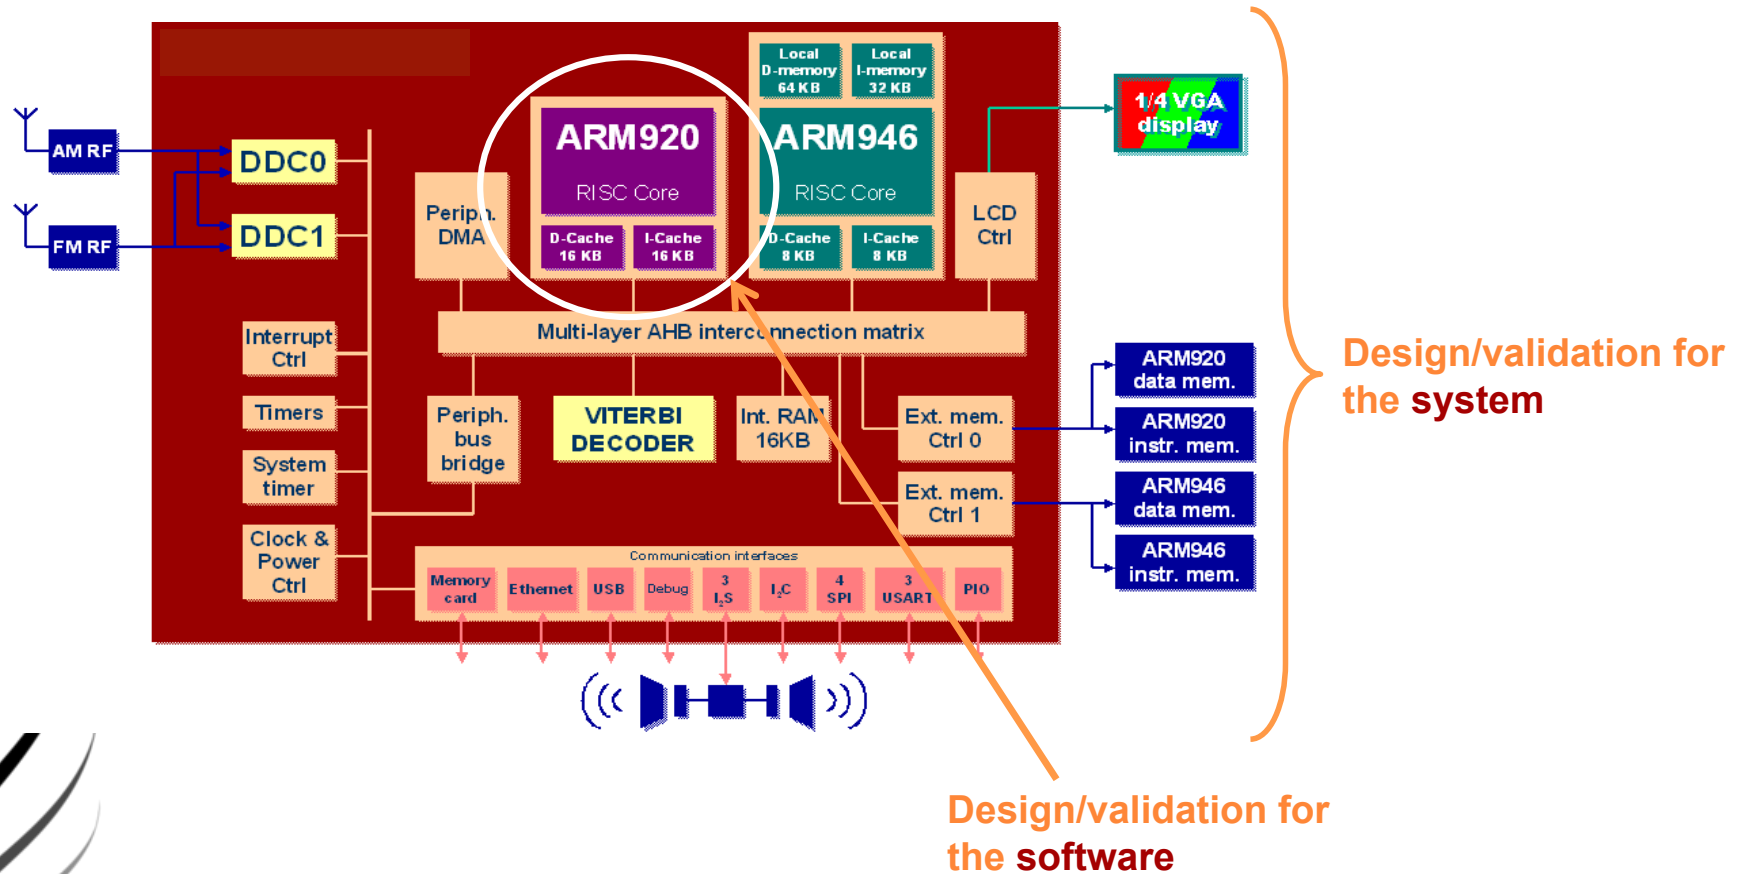 Local
D-memory
64 KB
Local
I-memory
32 KB
1/4 VGA
display
AM RF
DDC0
ARM920
RISC Core
ARM946
RISC Core
FM RF
DDC1
Periph.
DMA
D-Cache
16 KB
I-Cache
16 KB
D-Cache
8 KB
I-Cache
8 KB
LCD
Ctrl
Interrupt
Ctrl
Multi-layer AHB interconnection matrix
Design/validation for
the system
ARM920
data mem.
Timers
Periph.
bus
bridge
VITERBI
DECODER
Int. RAM
16KB
Ext. mem.
Ctrl 0
ARM920
instr. mem.
System
timer
Ext. mem.
Ctrl 1
ARM946
data mem.
Clock &
Power
Ctrl
ARM946
instr. mem.
Communication interfaces
Memory
card
Ethernet
USB
Debug
3
I₂S
I₂C
4
SPI
3
USART
PIO
Design/validation for
the software